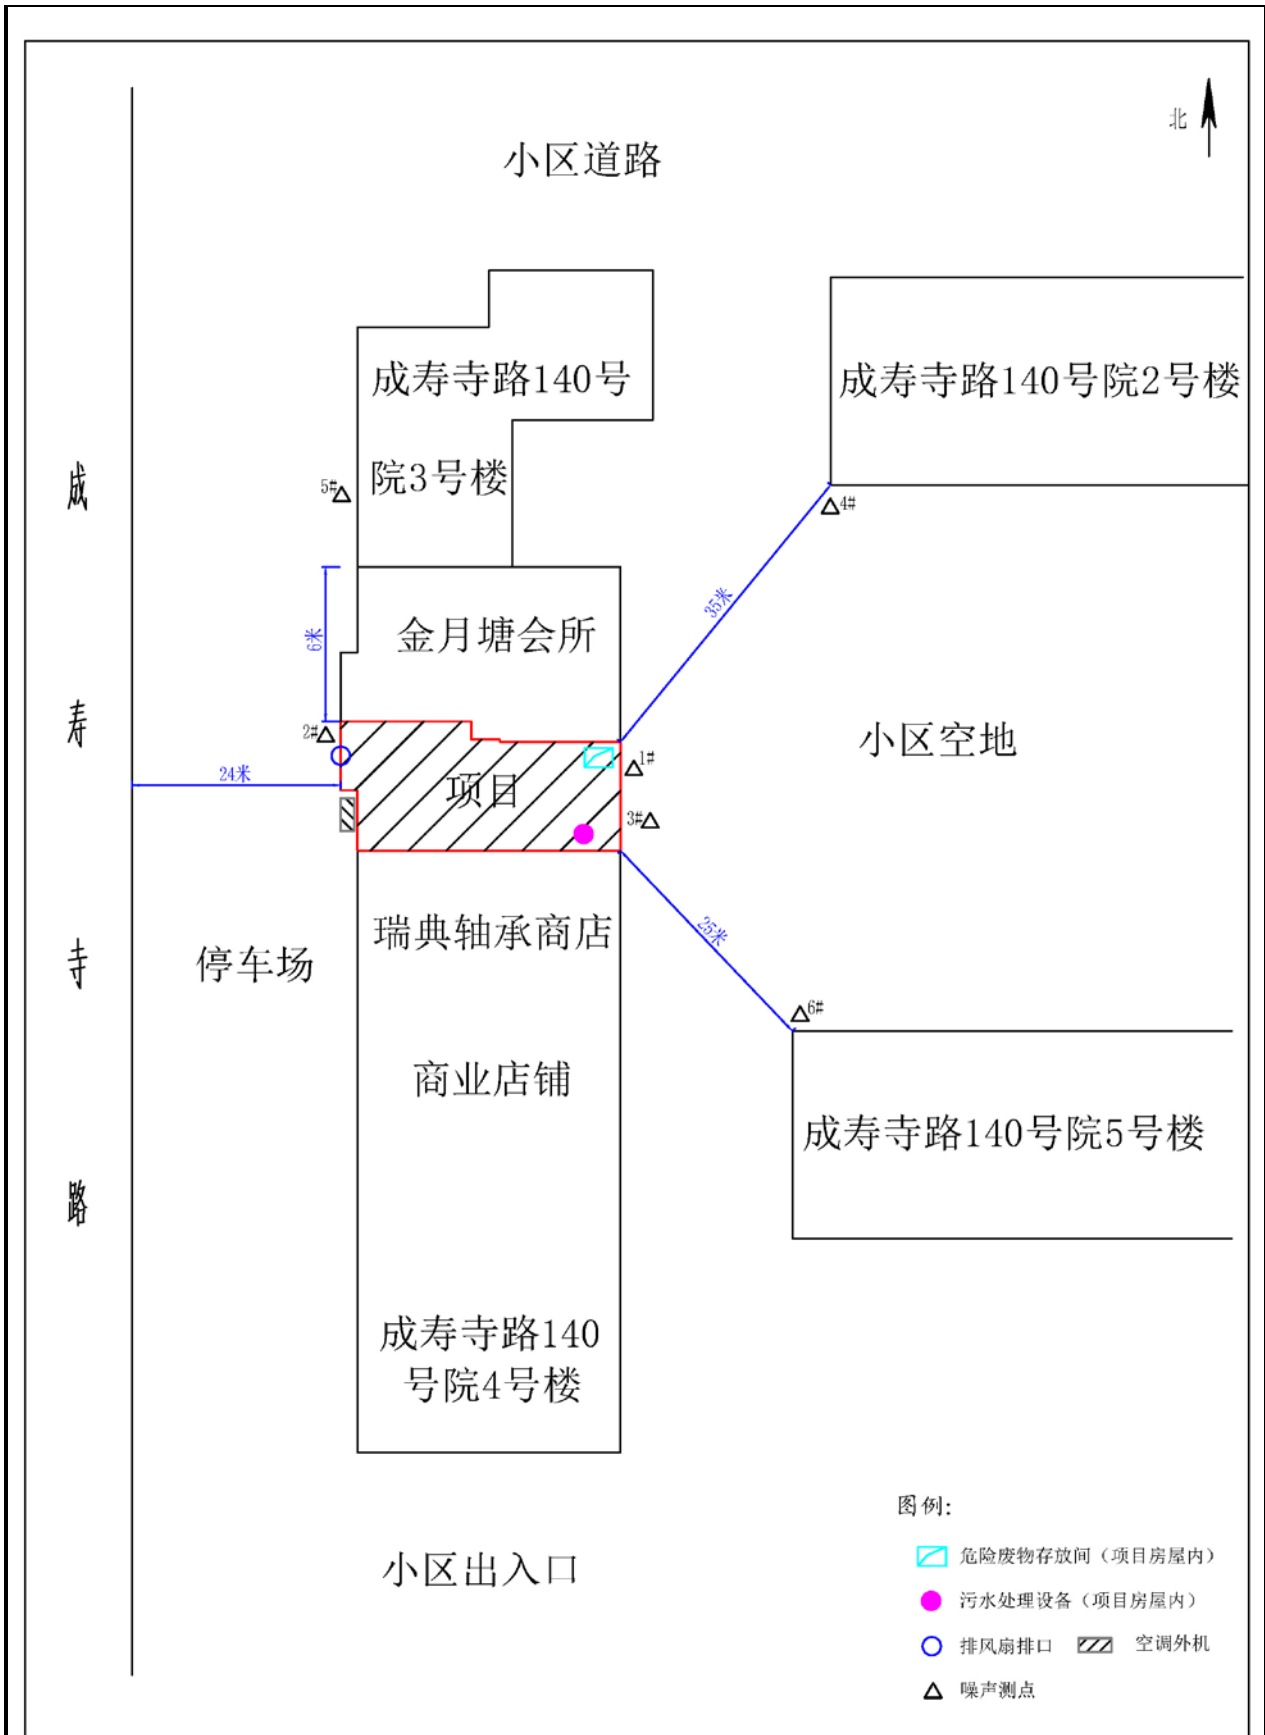 北
小区道路
成寿寺路140号
院3号楼
成寿寺路140号院2号楼
5#
4#
成
寿
寺
路
35米
6米
金月塘会所
2#
小区空地
1#
24米
项目
3#
瑞典轴承商店
25米
停车场
6#
商业店铺
成寿寺路140号院5号楼
成寿寺路140
号院4号楼
小区出入口
图例:
危险废物存放间（项目房屋内）
污水处理设备（项目房屋内）
排风扇排口
空调外机
噪声测点